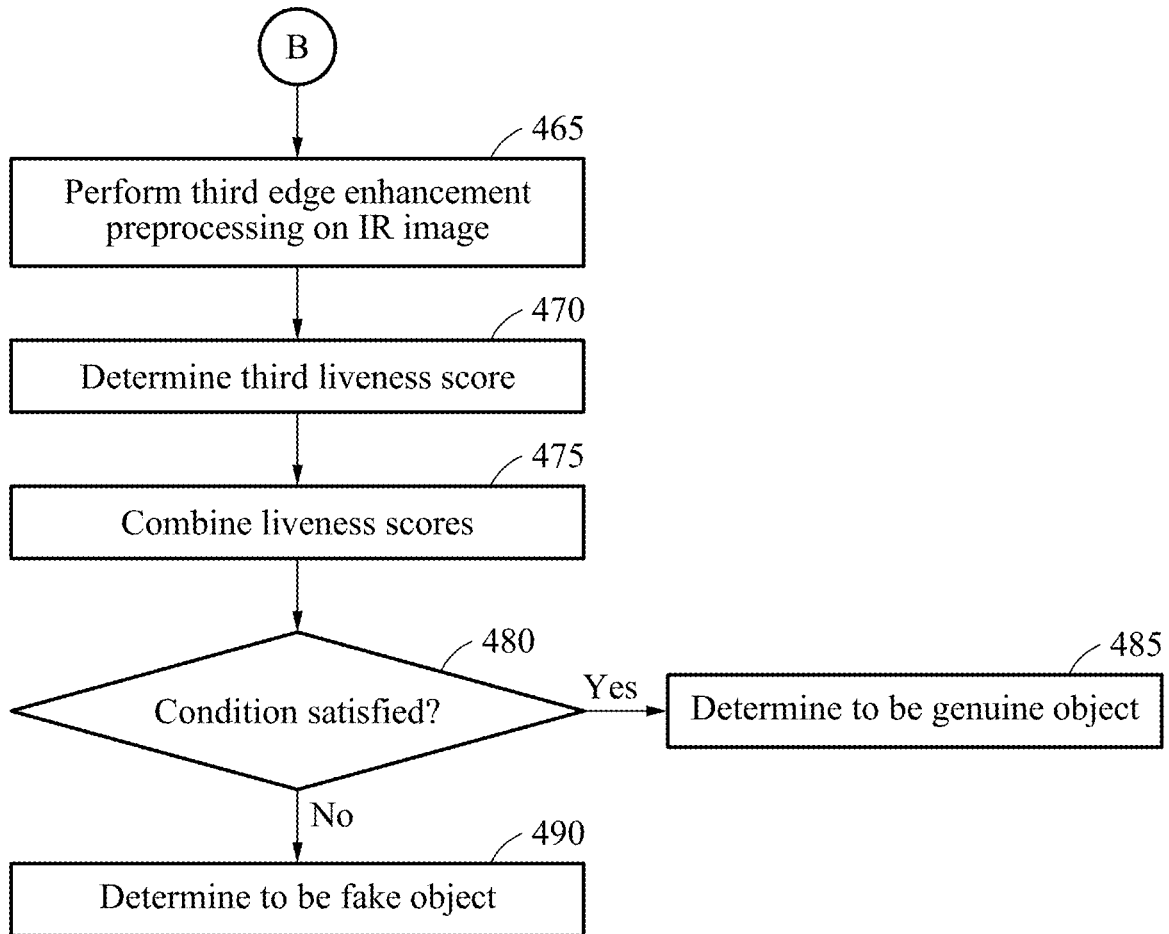 B
465
Perform third edge enhancement
preprocessing on IR image
470
Determine third liveness score
475
Combine liveness scores
480
Condition satisfied?
Yes
485
Determine to be genuine object
No
490
Determine to be fake object